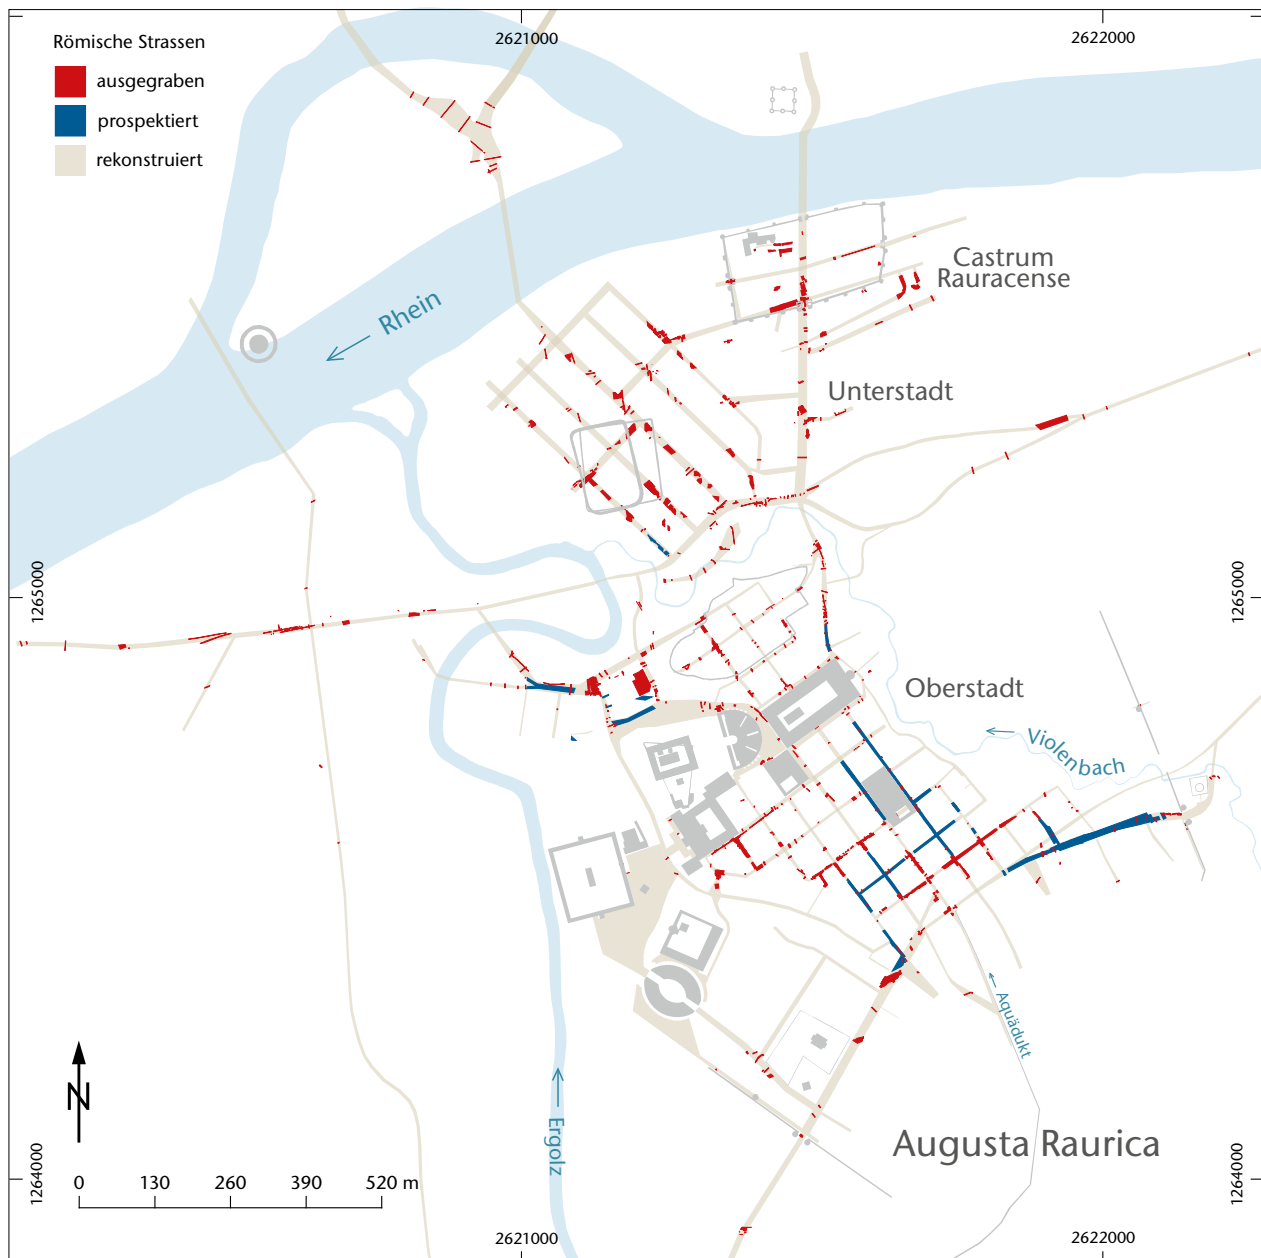 2621000
2622000
Römische Strassen
ausgegraben
prospektiert
rekonstruiert
Castrum
Rauracense
Rhein
Unterstadt
1265000
1265000
Oberstadt
Violenbach
Aquädukt
Ergolz
Augusta Raurica
N
1264000
1264000
0 130 260 390 520 m
2621000
2622000